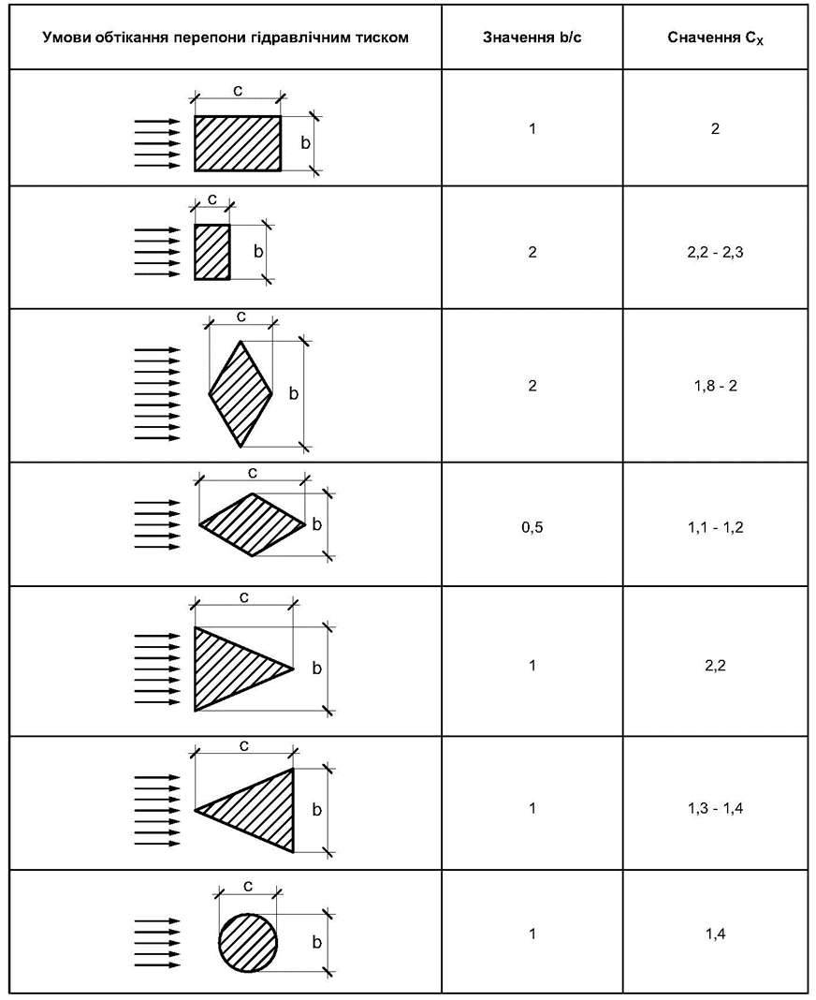 Умови обтікання перепони гідравлічним тиском Значення b/c Сначення Cₓ
c
b
1 2
c
b
2 2,2 - 2,3
c
b
2 1,8 - 2
c
b
0,5 1,1 - 1,2
c
b
1 2,2
c
b
1 1,3 - 1,4
c
b
1 1,4